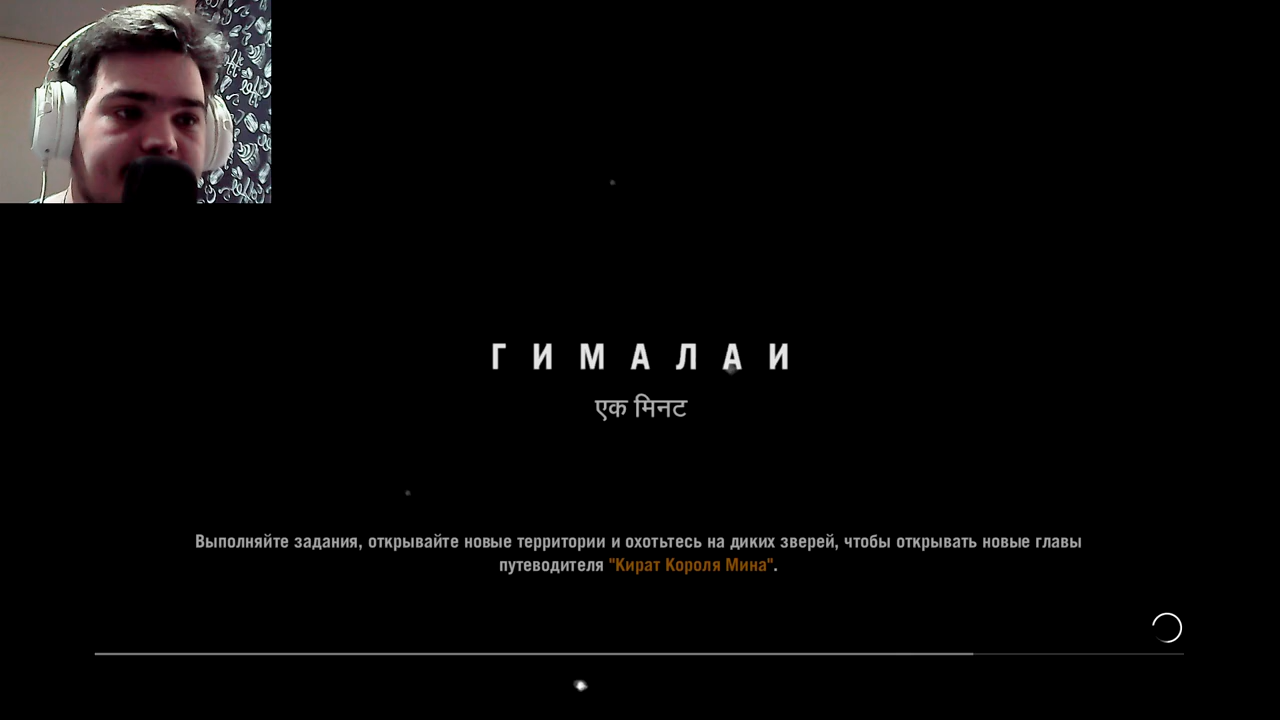 ГИМАЛАИ
एक मिनट
Выполняйте задания, открывайте новые территории и охотьтесь на диких зверей, чтобы открывать новые главы
путеводителя "Кират Короля Мина".